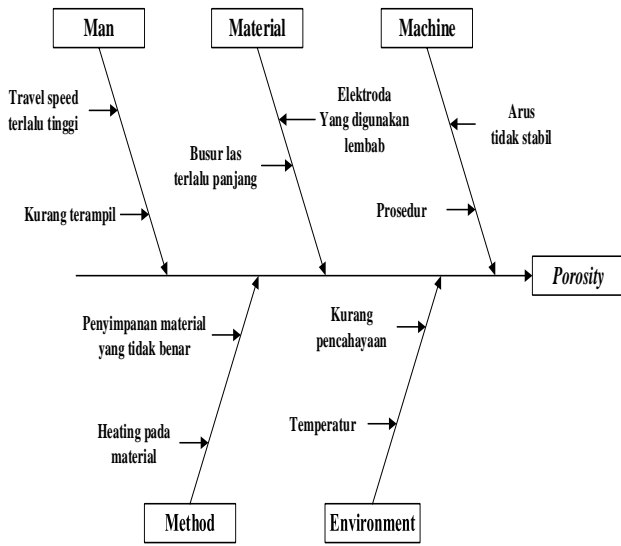 Man
Material
Machine
Travel speed
terlalu tinggi
Kurang terampil
Elektroda
Yang digunakan
lembab
Busur las
terlalu panjang
Arus
tidak stabil
Prosedur
Porosity
Penyimpanan material
yang tidak benar
Heating pada
material
Kurang
pencahayaan
Temperatur
Method
Environment